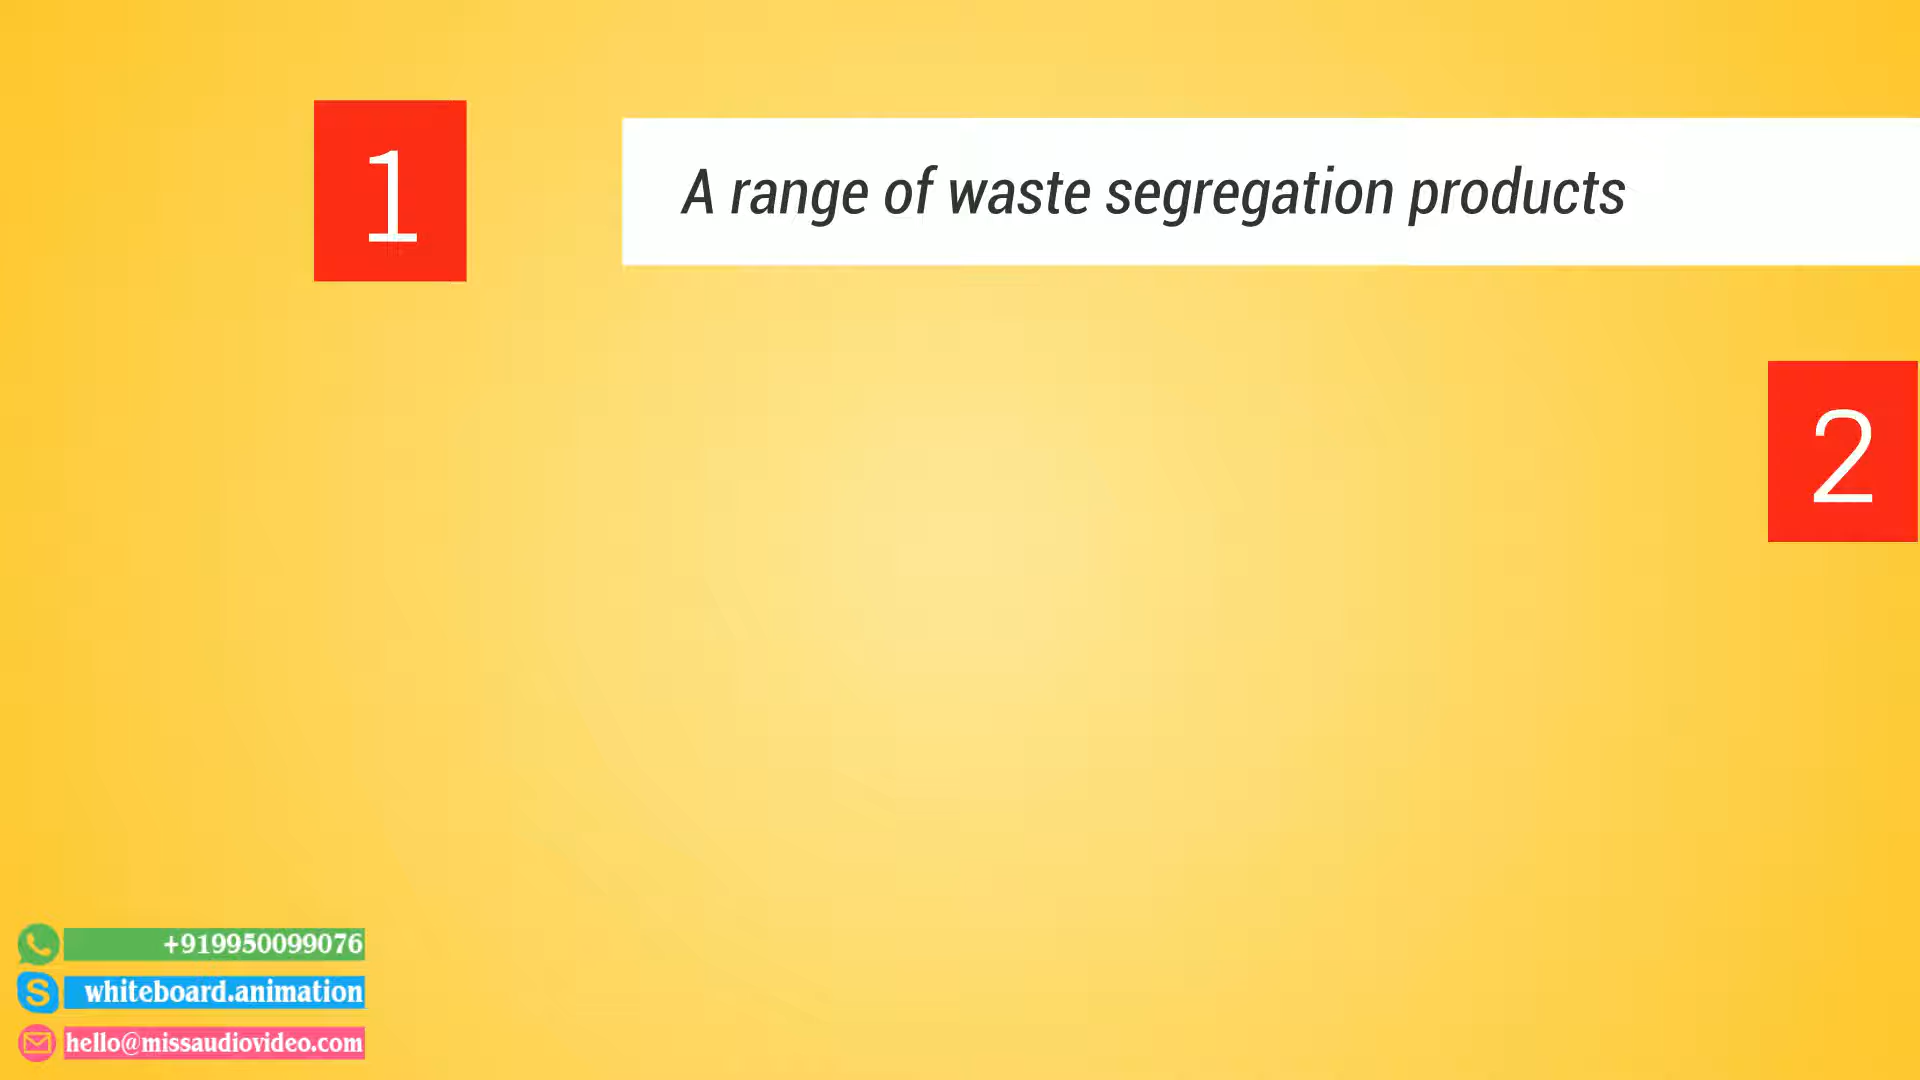 1
A range of waste segregation products
2
+919950099076
whiteboard.animation
hello@missaudiovideo.com